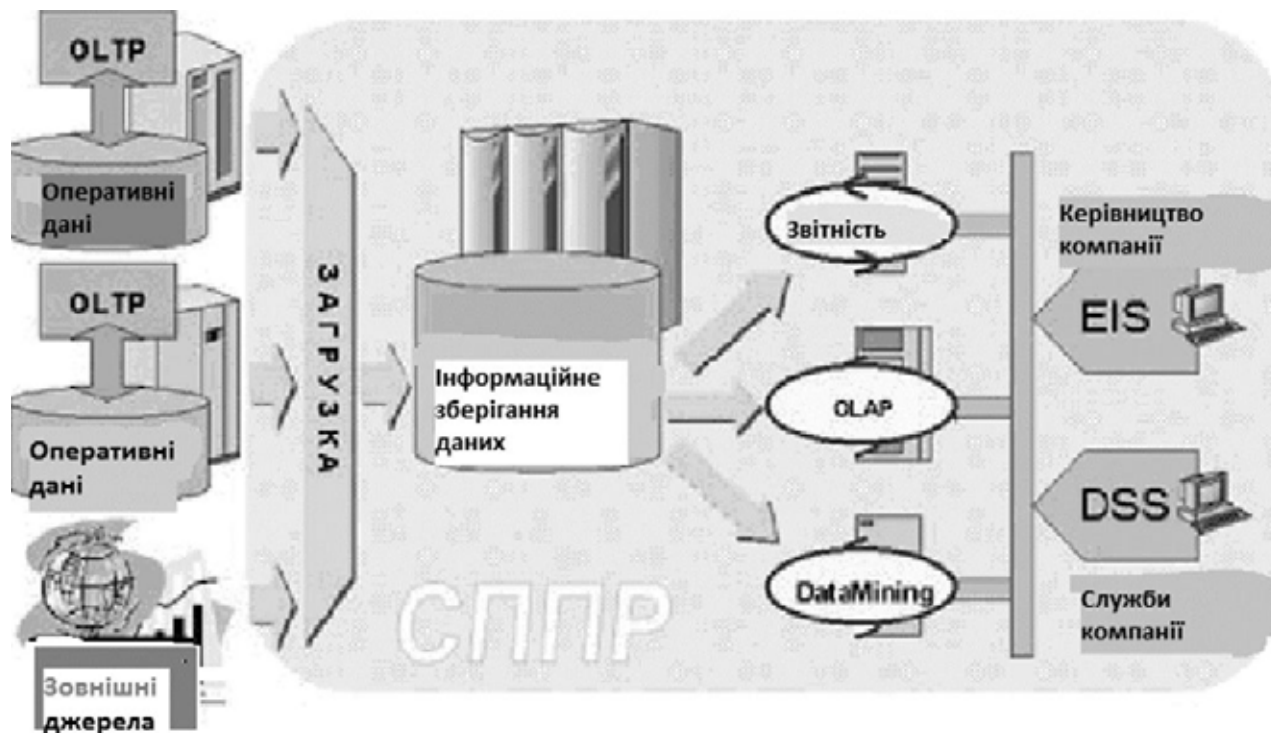 OLTP
Оперативні
дані
OLTP
Оперативні
дані
Зовнішні
джерела
ЗАГРУЗКА
Інформаційне
зберігання
даних
СППР
Звітність
OLAP
DataMining
Керівництво
компанії
EIS
DSS
Служби
компанії